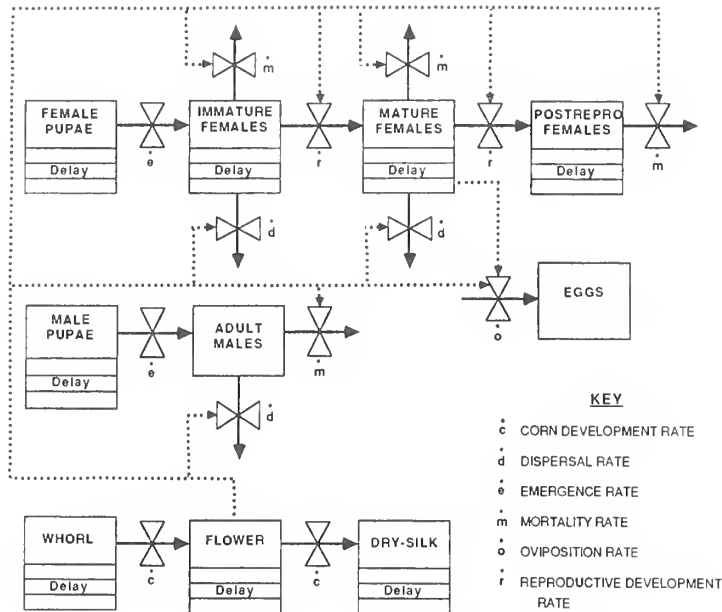 ṁ
ṁ
FEMALE PUPAE
IMMATURE FEMALES
MATURE FEMALES
POSTREPRO FEMALES
Delay
Delay
Delay
Delay
ė
ṙ
ṙ
ṁ
ḋ
ḋ
MALE PUPAE
ADULT MALES
EGGS
Delay
ė
ṁ
ȯ
ḋ
KEY
ċ CORN DEVELOPMENT RATE
ḋ DISPERSAL RATE
ė EMERGENCE RATE
ṁ MORTALITY RATE
ȯ OVIPOSITION RATE
ṙ REPRODUCTIVE DEVELOPMENT
RATE
WHORL
FLOWER
DRY-SILK
ċ
ċ
Delay
Delay
Delay